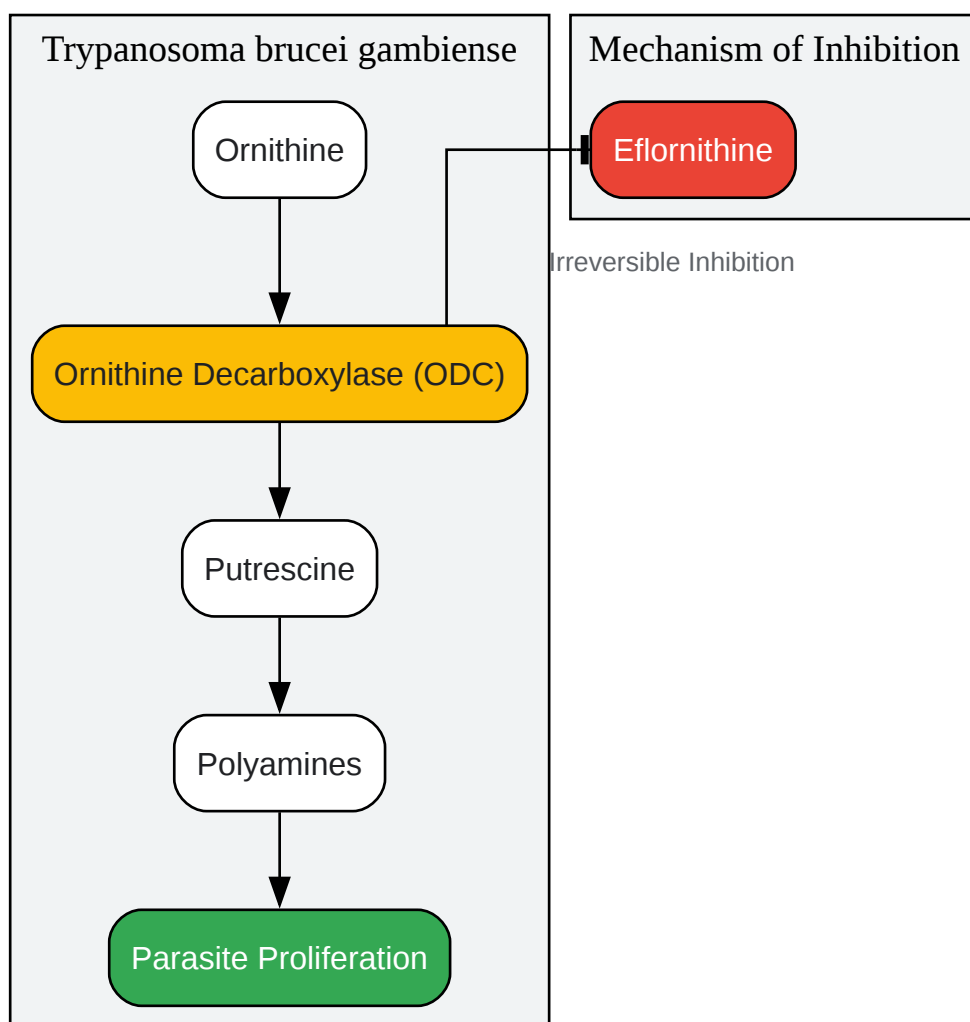 Trypanosoma brucei gambiense
Mechanism of Inhibition
Ornithine
Eflornithine
Irreversible Inhibition
Ornithine Decarboxylase (ODC)
Putrescine
Polyamines
Parasite Proliferation